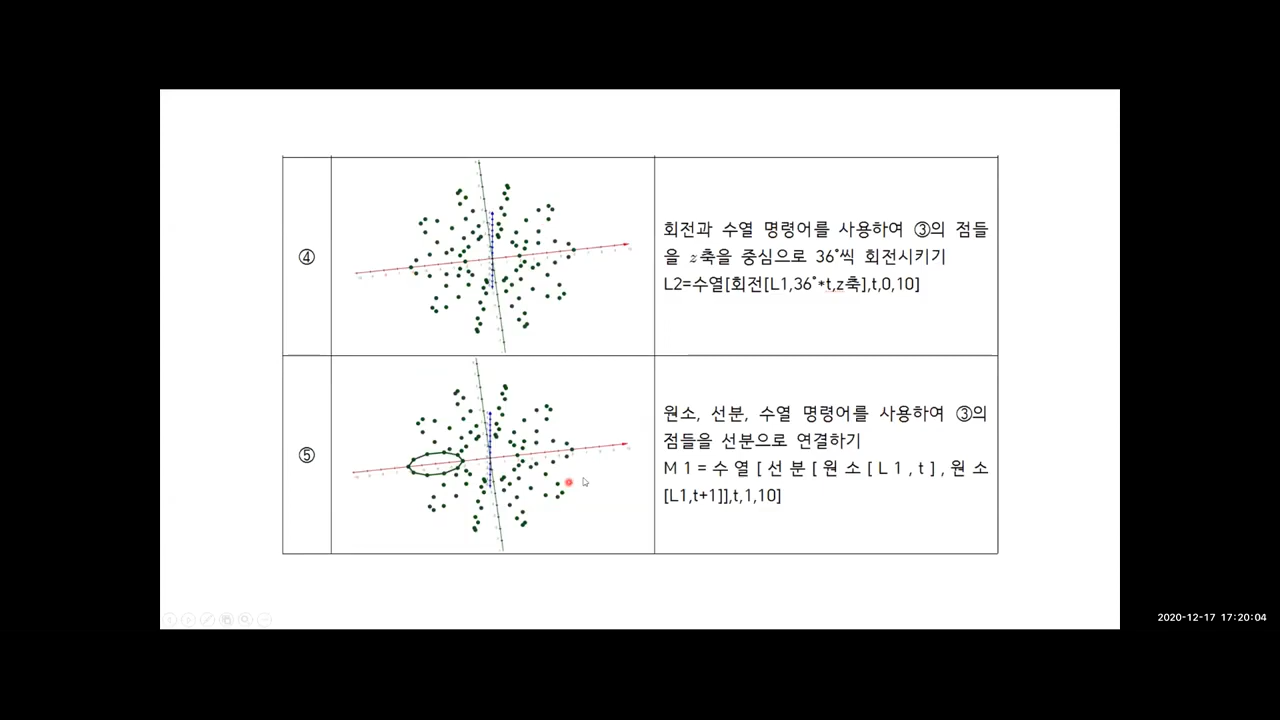 ④
회전과 수열 명령어를 사용하여 ③의 점들
을 z축을 중심으로 36°씩 회전시키기
L2=수열[회전[L1,36°*t,z축],t,0,10]
⑤
원소, 선분, 수열 명령어를 사용하여 ③의
점들을 선분으로 연결하기
M1=수열[선분[원소[L1,t],원소
[L1,t+1]],t,1,10]
2020-12-17 17:20:04